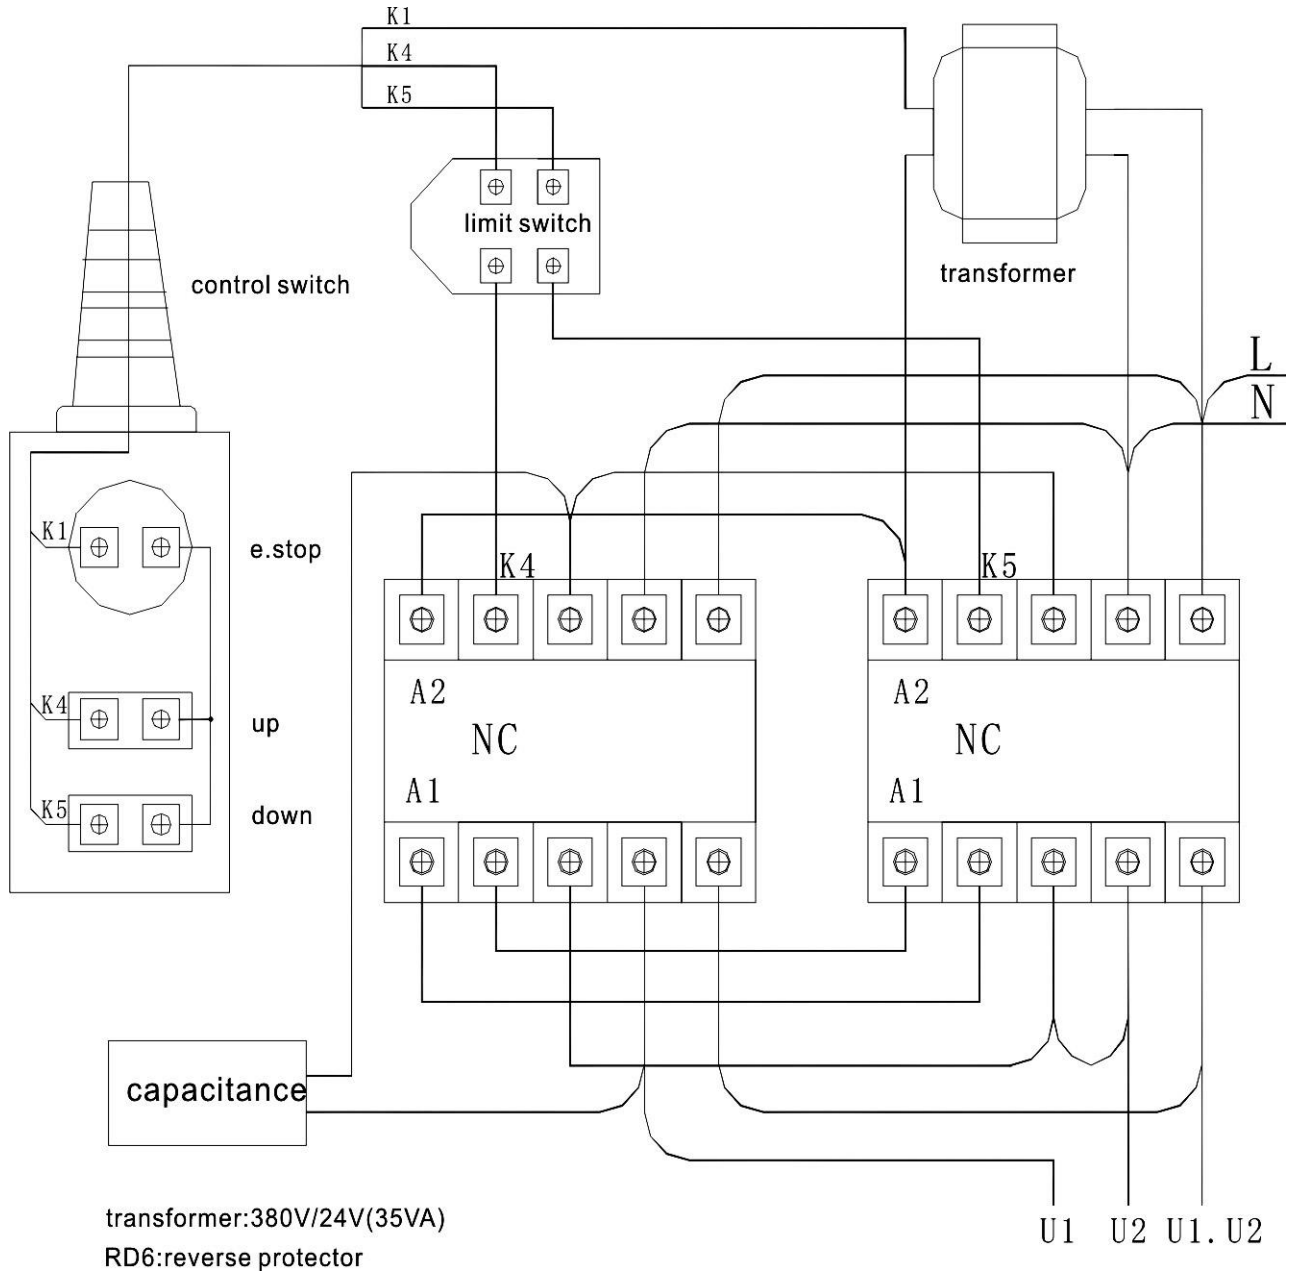 K1
K4
K5
limit switch
control switch
transformer
L
N
K1
e.stop
K4
K5
K4
up
A2
A2
NC
NC
A1
A1
K5
down
capacitance
transformer:380V/24V(35VA)
U1 U2 U1. U2
RD6:reverse protector